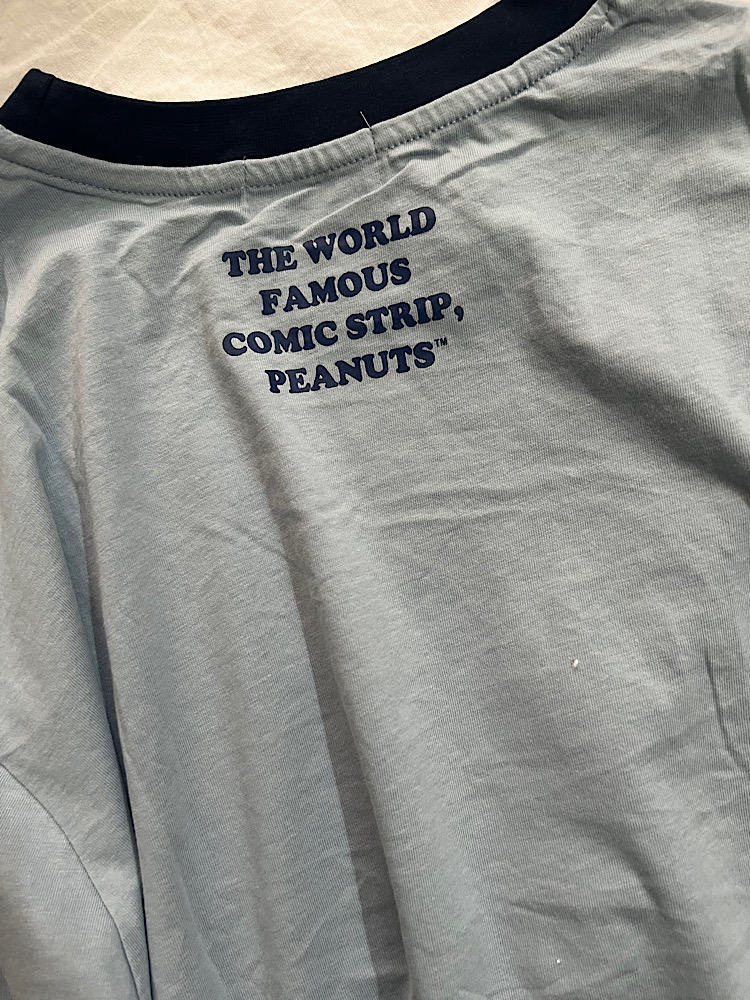 THE WORLD
FAMOUS
COMIC STRIP,
PEANUTS™